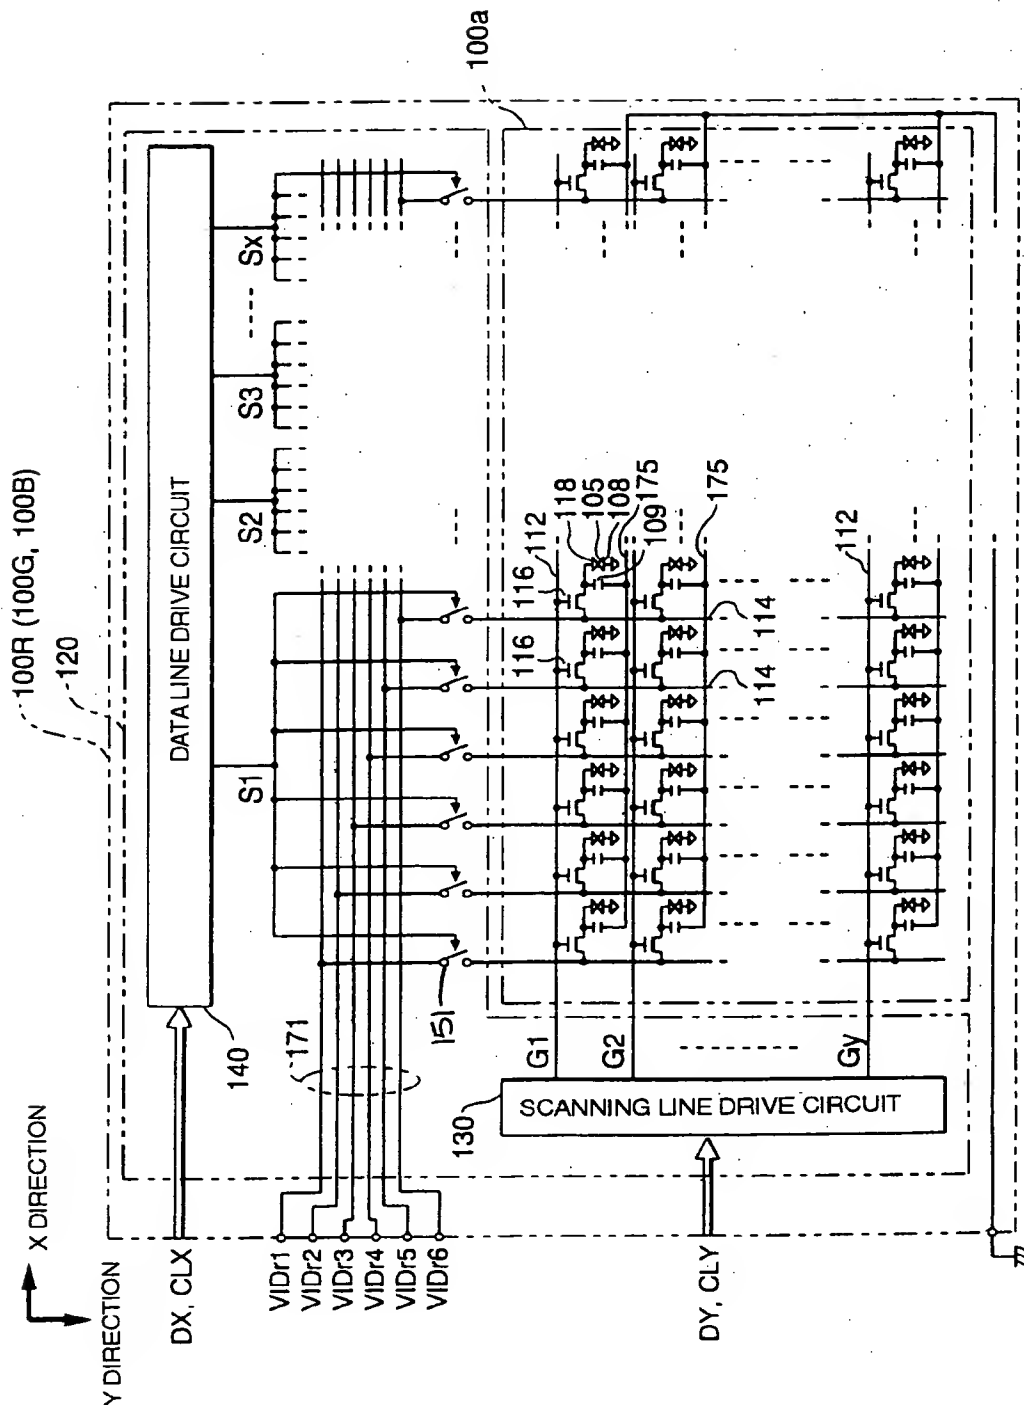 100R (100G, 100B)
120
100a
X DIRECTION
Y DIRECTION
DATA LINE DRIVE CIRCUIT
DX, CLX
140
S1
S2
S3
Sx
VIDr1
VIDr2
VIDr3
VIDr4
VIDr5
VIDr6
171
151
116
116
112
118
105
108
109
175
175
114
114
112
G1
G2
Gy
130
SCANNING LINE DRIVE CIRCUIT
DY, CLY